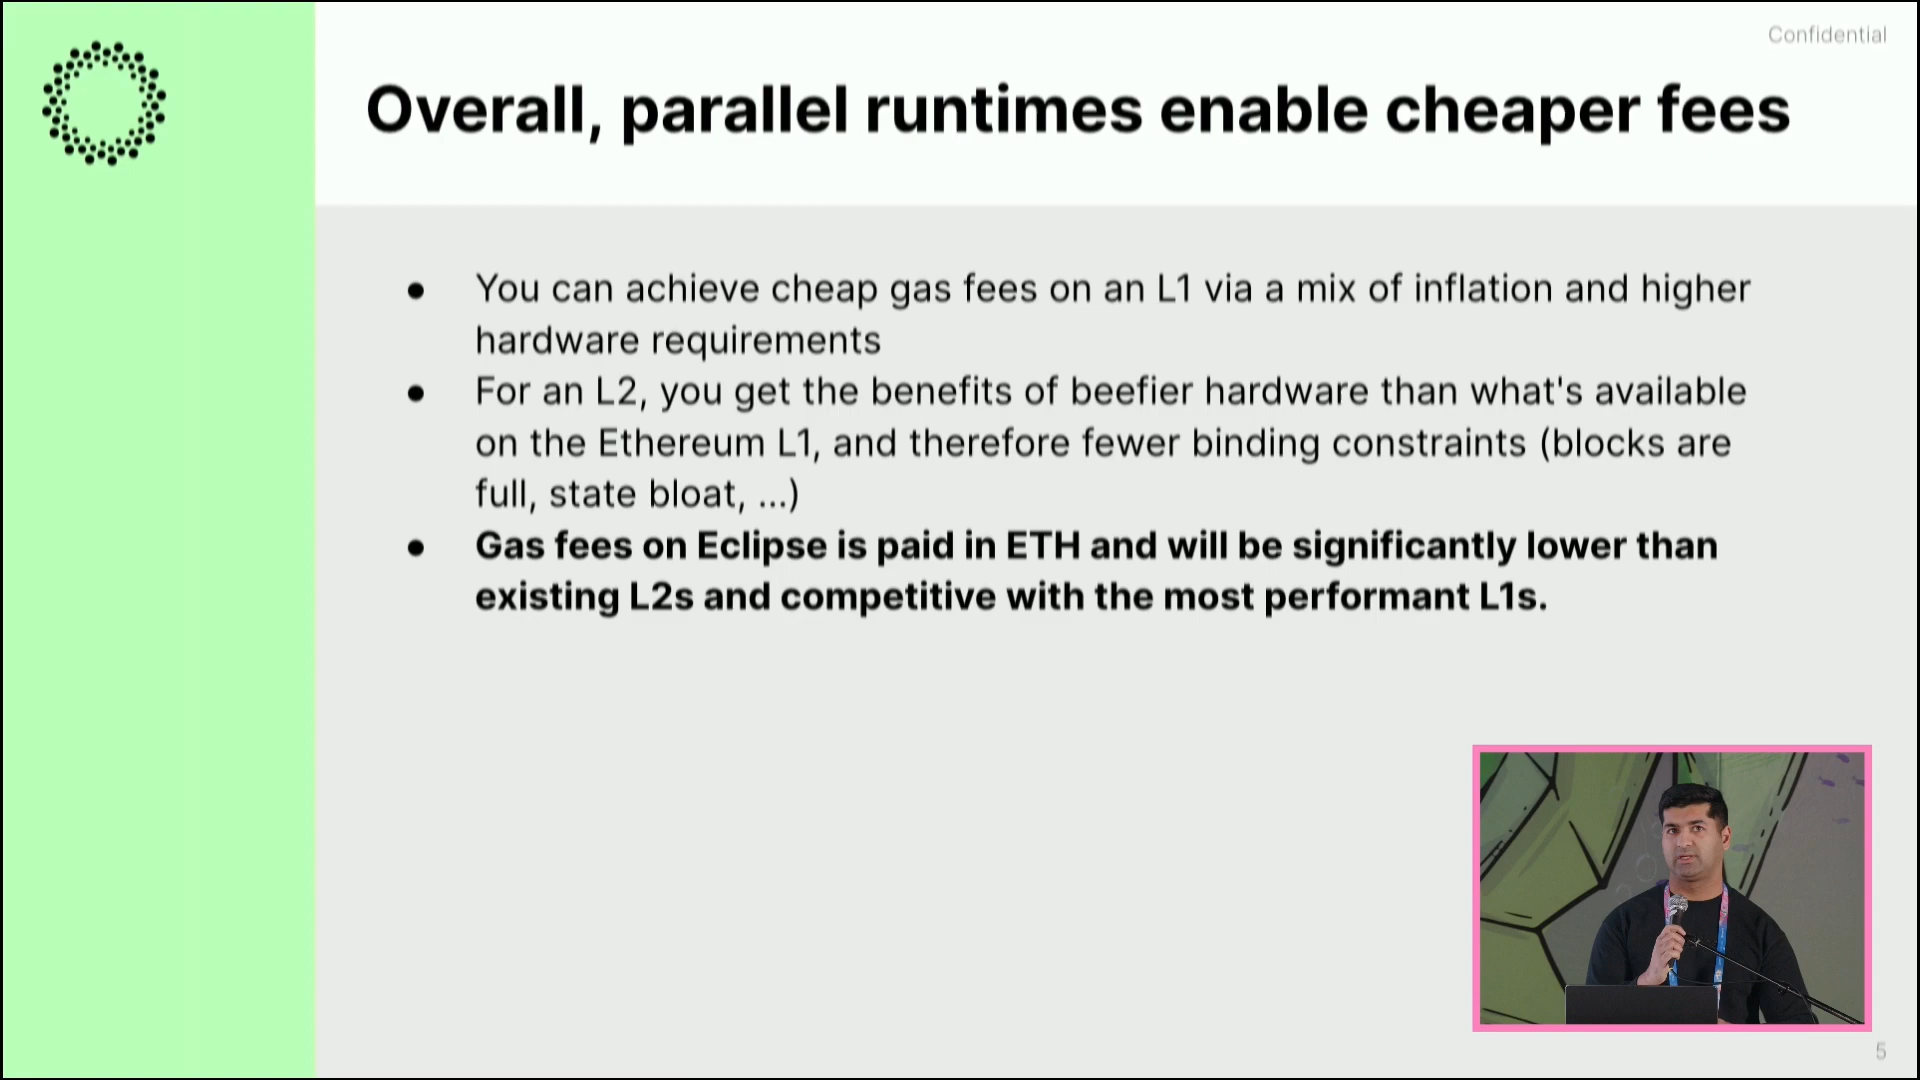 Confidential
Overall, parallel runtimes enable cheaper fees
● You can achieve cheap gas fees on an L1 via a mix of inflation and higher
hardware requirements
● For an L2, you get the benefits of beefier hardware than what's available
on the Ethereum L1, and therefore fewer binding constraints (blocks are
full, state bloat, ...)
● Gas fees on Eclipse is paid in ETH and will be significantly lower than
existing L2s and competitive with the most performant L1s.
5